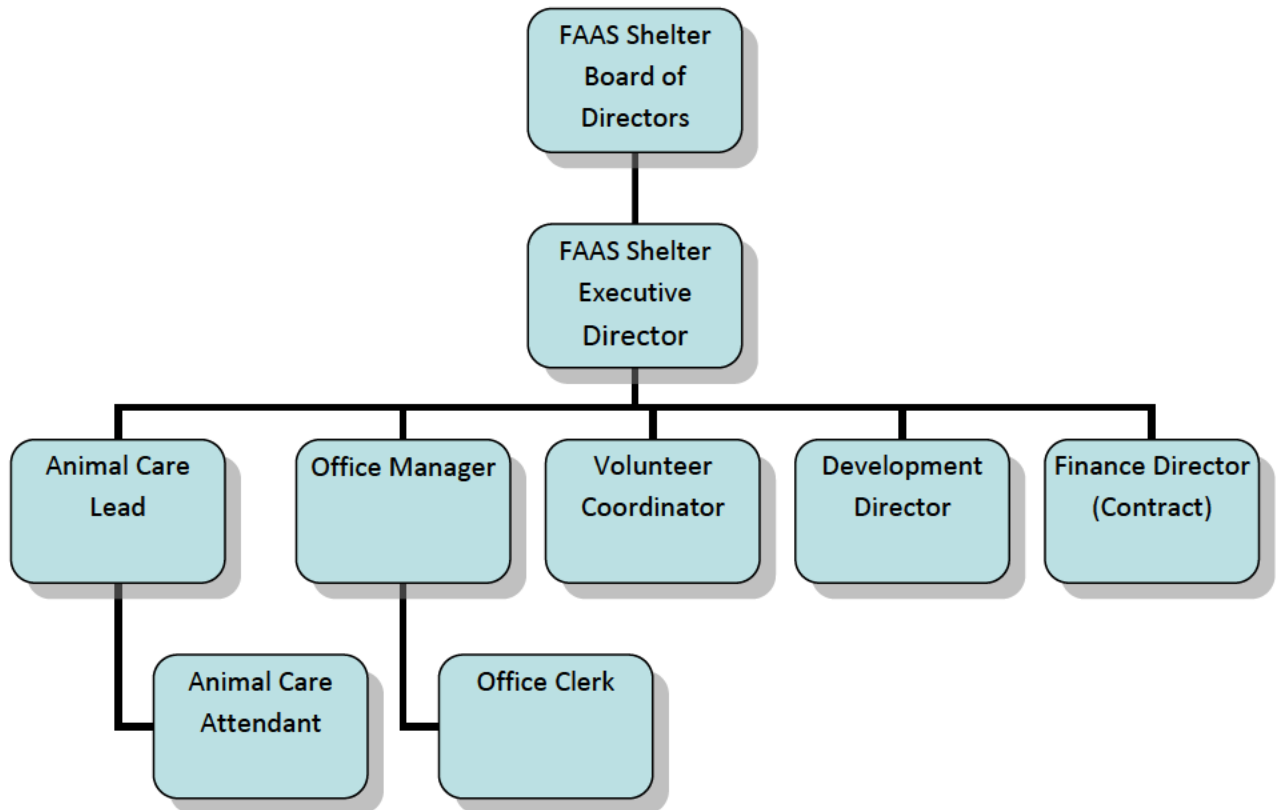 FAAS Shelter
Board of
Directors
FAAS Shelter
Executive
Director
Animal Care
Lead
Office Manager
Volunteer
Coordinator
Development
Director
Finance Director
(Contract)
Animal Care
Attendant
Office Clerk